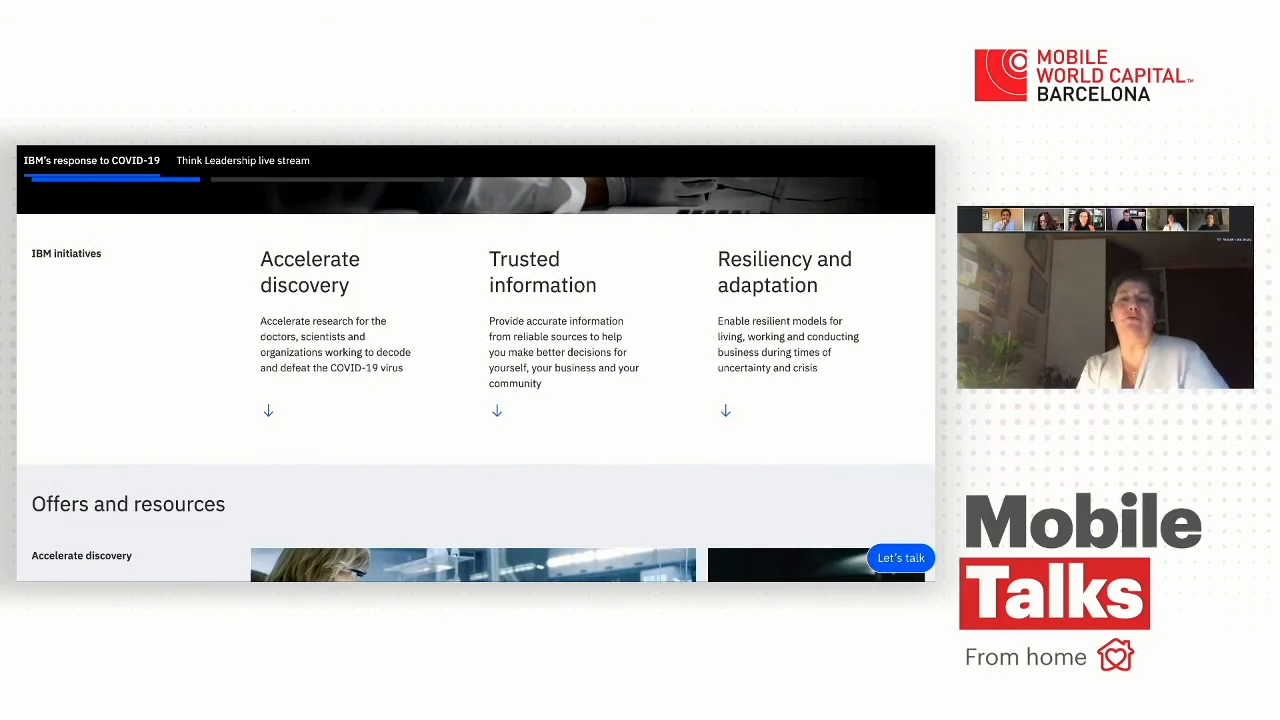 MOBILE
WORLD CAPITAL™
BARCELONA
IBM's response to COVID-19
Think Leadership live stream
IBM initiatives
Accelerate
discovery
Accelerate research for the
doctors, scientists and
organizations working to decode
and defeat the COVID-19 virus
Trusted
information
Provide accurate information
from reliable sources to help
you make better decisions for
yourself, your business and your
community
Resiliency and
adaptation
Enable resilient models for
living, working and conducting
business during times of
uncertainty and crisis
Offers and resources
Accelerate discovery
Let's talk
Mobile
Talks
From home